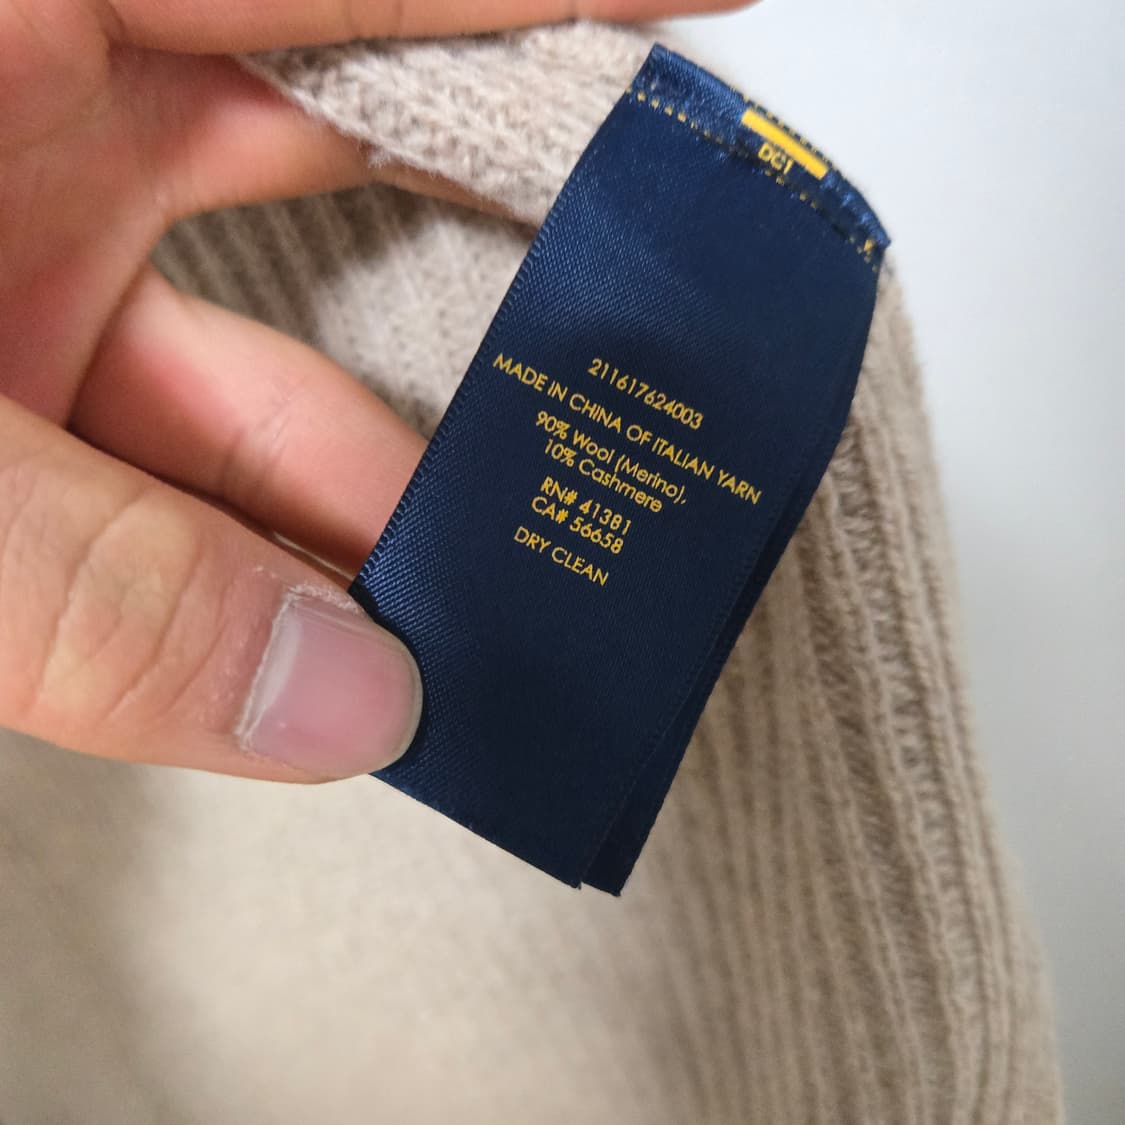 DC1
211617624003
MADE IN CHINA OF ITALIAN YARN
90% Wool (Merino),
10% Cashmere
RN# 41381
CA# 56658
DRY CLEAN